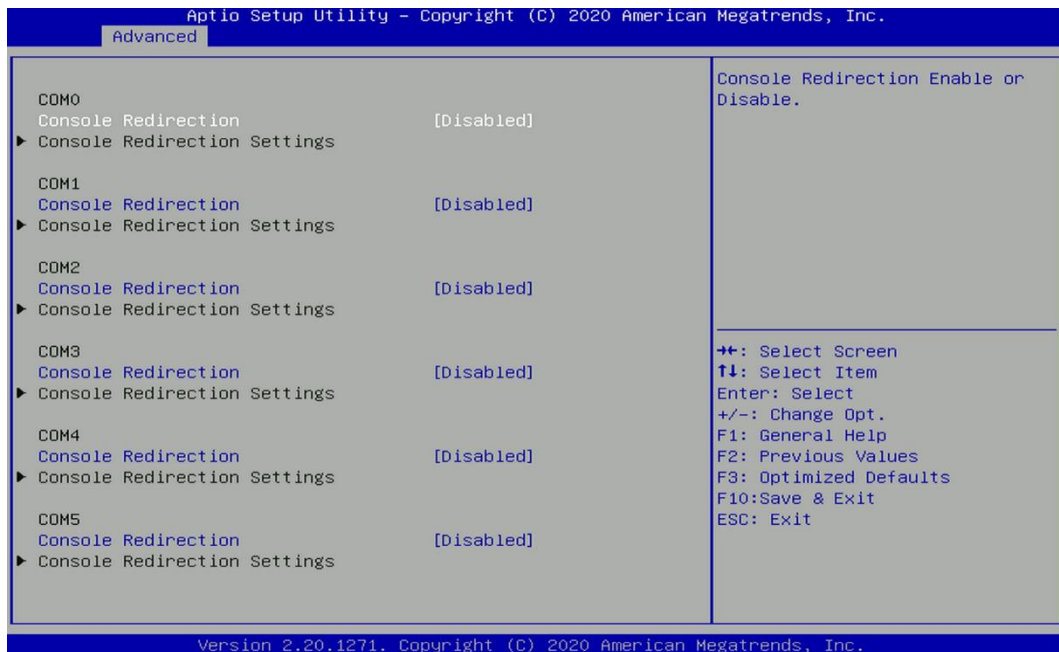 Aptio Setup Utility – Copyright (C) 2020 American Megatrends, Inc.
Advanced
COM0
Console Redirection [Disabled]
▶ Console Redirection Settings
COM1
Console Redirection [Disabled]
▶ Console Redirection Settings
COM2
Console Redirection [Disabled]
▶ Console Redirection Settings
COM3
Console Redirection [Disabled]
▶ Console Redirection Settings
COM4
Console Redirection [Disabled]
▶ Console Redirection Settings
COM5
Console Redirection [Disabled]
▶ Console Redirection Settings
Console Redirection Enable or
Disable.
→←: Select Screen
↑↓: Select Item
Enter: Select
+/-: Change Opt.
F1: General Help
F2: Previous Values
F3: Optimized Defaults
F10:Save & Exit
ESC: Exit
Version 2.20.1271. Copyright (C) 2020 American Megatrends, Inc.